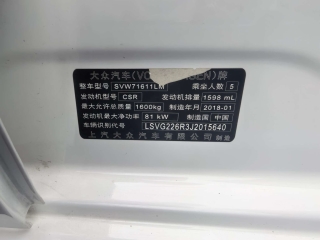 大众汽车(VO GEN)牌
整车型号 SVW71611LM 乘坐人数 5
发动机型号 CSR 发动机排量 1598 mL
最大允许总质量 1600kg 制造年月 2018-01
发动机最大净功率 81 kW 制造国 中国
车辆识别代号 LSVG226R3J2015640
上汽大众汽车有限公司